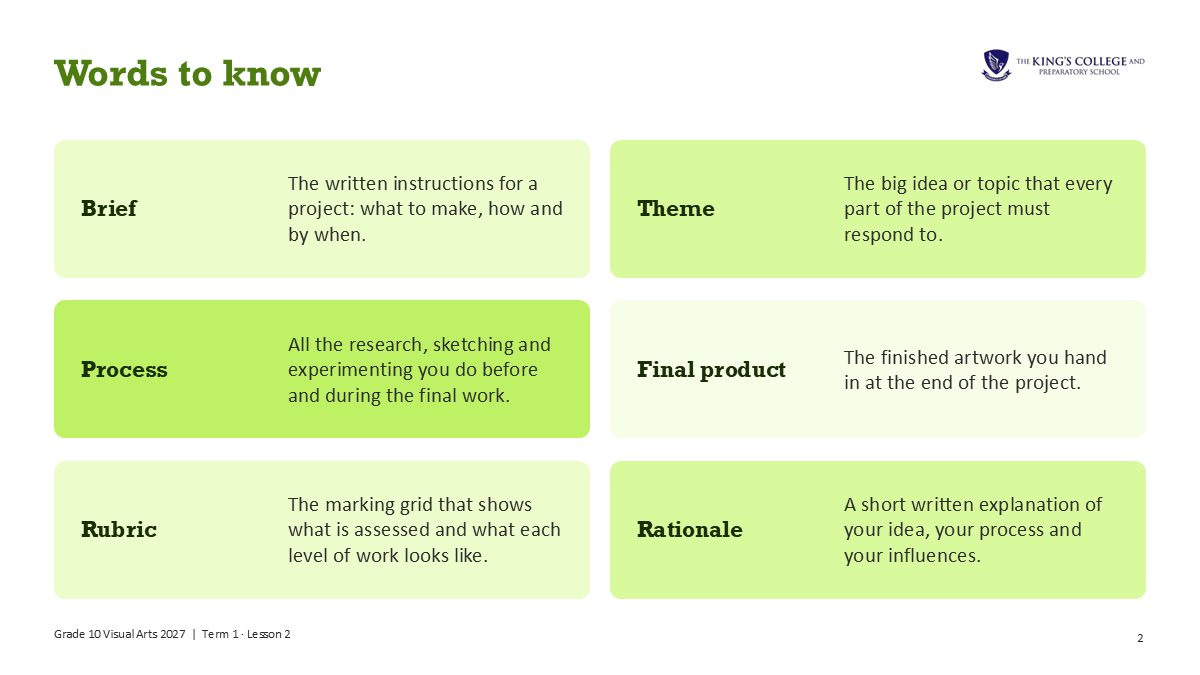 Words to know
THE KING'S COLLEGE AND
PREPARATORY SCHOOL
Brief
The written instructions for a
project: what to make, how and
by when.
Theme
The big idea or topic that every
part of the project must
respond to.
Process
All the research, sketching and
experimenting you do before
and during the final work.
Final product
The finished artwork you hand
in at the end of the project.
Rubric
The marking grid that shows
what is assessed and what each
level of work looks like.
Rationale
A short written explanation of
your idea, your process and
your influences.
Grade 10 Visual Arts 2027 | Term 1 · Lesson 2
2